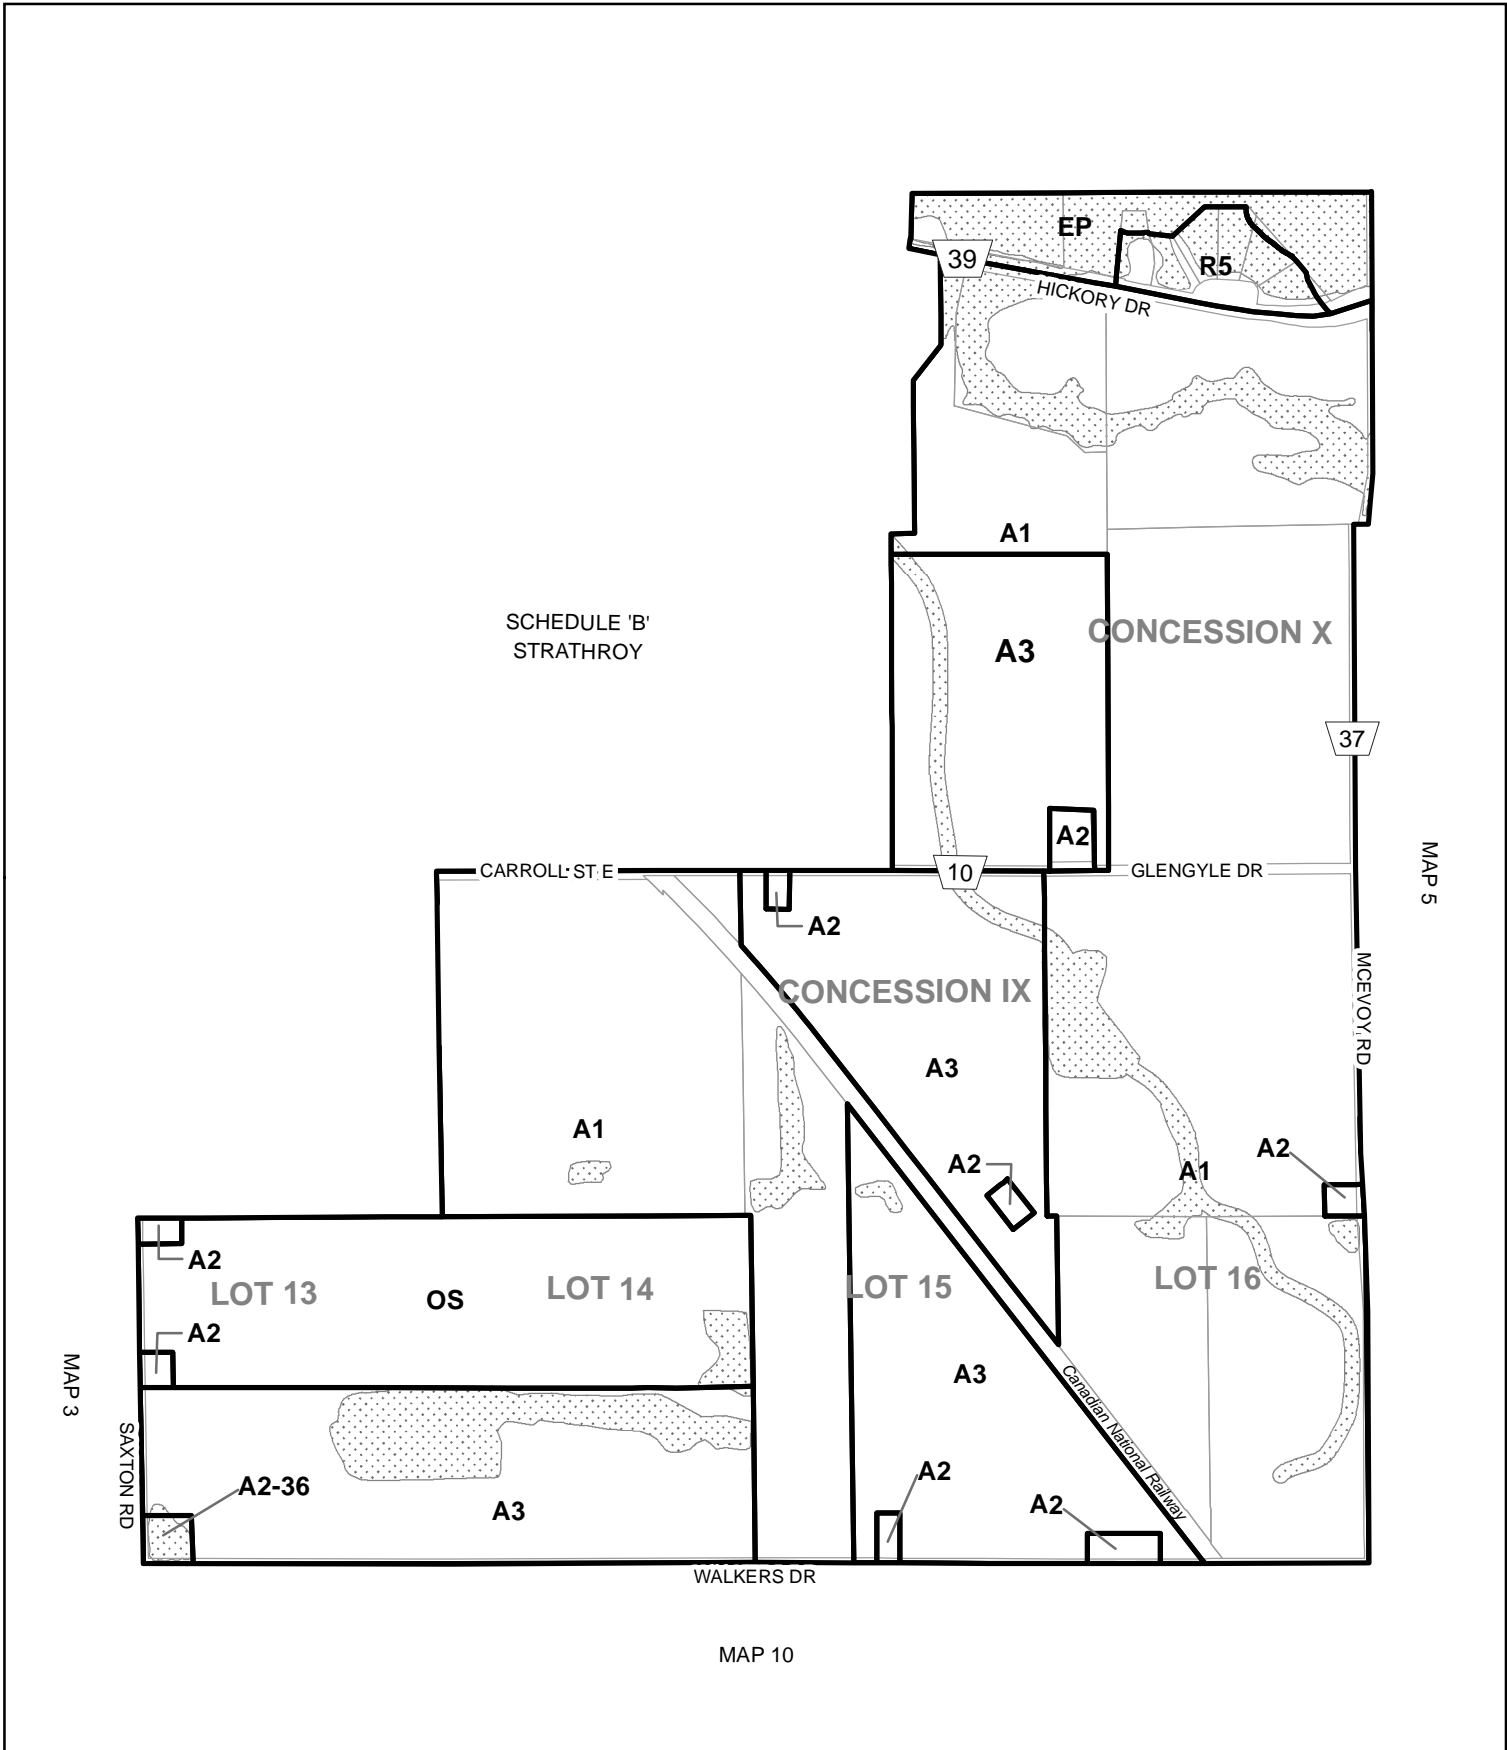 EP
R5
39
HICKORY DR
A1
SCHEDULE 'B'
STRATHROY
CONCESSION X
A3
37
A2
CARROLL ST E
10
GLENGYLE DR
MAP 5
A2
CONCESSION IX
MCEVOY RD
A3
A1
A2
A2
A1
A2
LOT 13
OS
LOT 14
LOT 15
LOT 16
A2
MAP 3
A3
Canadian National Railway
SAXTON RD
A2-36
A3
A2
A2
WALKERS DR
MAP 10